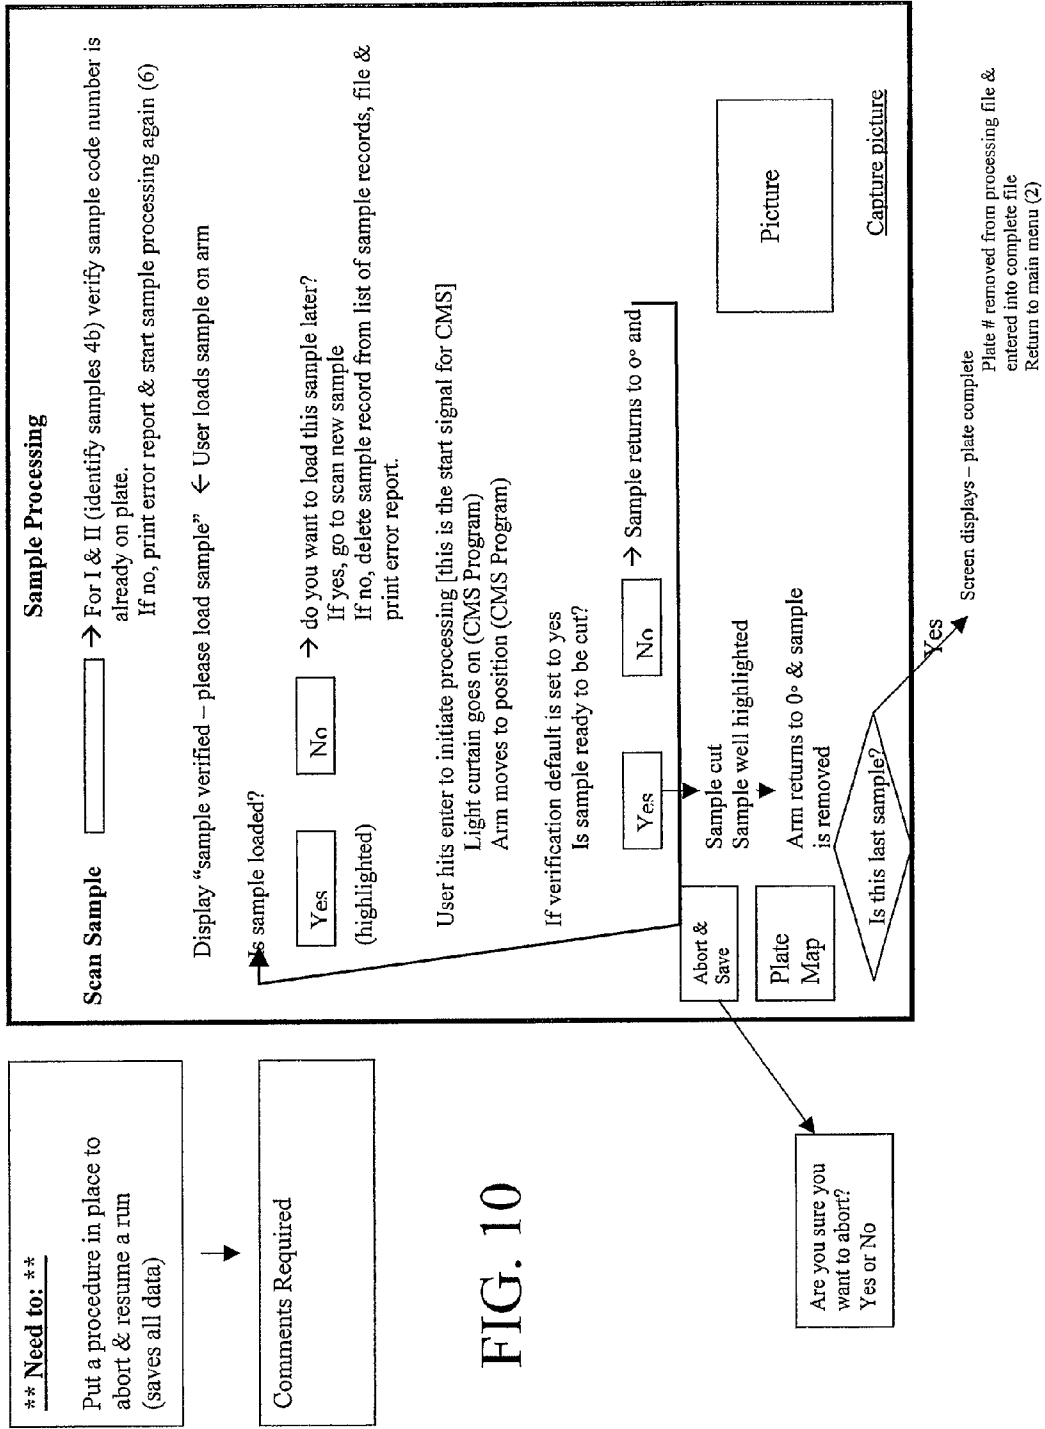 ** Need to: **
Put a procedure in place to
abort & resume a run
(saves all data)
Comments Required
FIG. 10
Are you sure you
want to abort?
Yes or No
Sample Processing
Scan Sample
→ For I & II (identify samples 4b) verify sample code number is
already on plate.
If no, print error report & start sample processing again (6)
Display “sample verified – please load sample” ← User loads sample on arm
Is sample loaded?
Yes
(highlighted)
No
→ do you want to load this sample later?
If yes, go to scan new sample
If no, delete sample record from list of sample records, file &
print error report.
User hits enter to initiate processing [this is the start signal for CMS]
Light curtain goes on (CMS Program)
Arm moves to position (CMS Program)
If verification default is set to yes
Is sample ready to be cut?
Yes
No
→ Sample returns to 0° and
Abort &
Save
Sample cut
Sample well highlighted
Plate
Map
Arm returns to 0° & sample
is removed
Picture
Capture picture
Is this last sample?
Yes
Screen displays – plate complete
Plate # removed from processing file &
entered into complete file
Return to main menu (2)